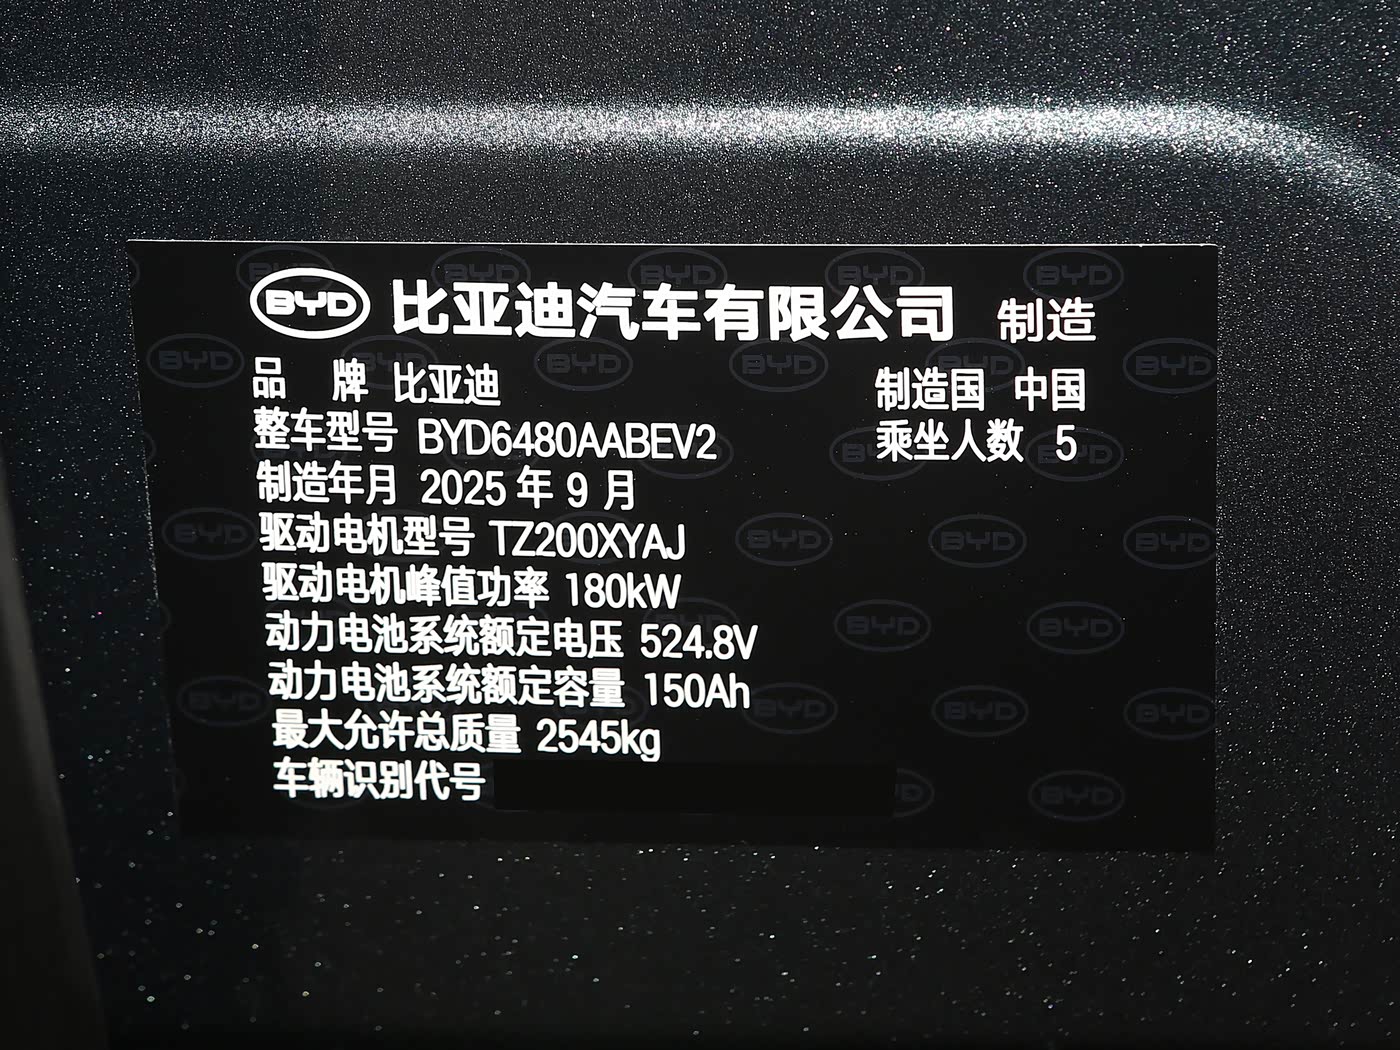 BYD 比亚迪汽车有限公司 制造
品 牌 比亚迪 制造国 中国
整车型号 BYD6480AABEV2 乘坐人数 5
制造年月 2025 年 9 月
驱动电机型号 TZ200XYAJ
驱动电机峰值功率 180kW
动力电池系统额定电压 524.8V
动力电池系统额定容量 150Ah
最大允许总质量 2545kg
车辆识别代号